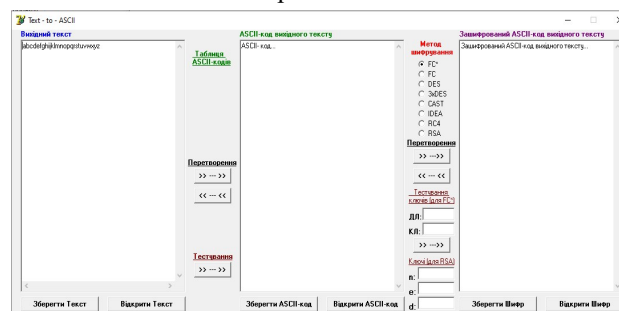 Text - to - ASCII
Вихідний текст
abcdefghijklmnopqrstuvwxyz
Зберегти Текст
Відкрити Текст
Таблиця
ASCII-кодів
Перетворення
>> --- >>
<< --- <<
Тестування
>> --- >>
ASCII-код вихідного тексту
ASCII- код...
Зберегти ASCII-код
Відкрити ASCII-код
Метод
шифрування
FC*
FC
DES
3xDES
CAST
IDEA
RC4
RSA
Перетворення
>> --->>
<< --- <<
Тестування
ключів (для FC*)
ДЛ:
КЛ:
>> --->>
Ключі (для RSA)
n:
e:
d:
Зашифрований ASCII-код вихідного тексту
Зашифрований ASCII-код вихідного тексту...
Зберегти Шифр
Відкрити Шифр